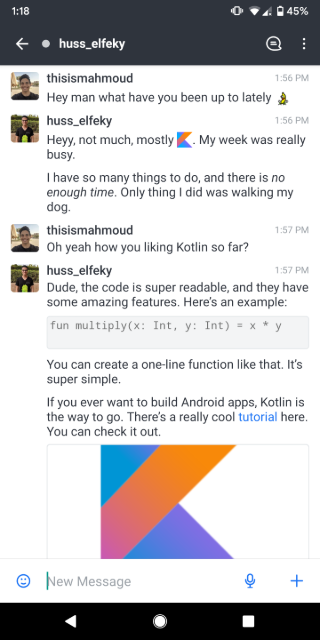 1:18
45%
huss_elfeky
thisismahmoud
1:56 PM
Hey man what have you been up to lately
huss_elfeky
1:56 PM
Heyy, not much, mostly . My week was really
busy.
I have so many things to do, and there is no
enough time. Only thing I did was walking my
dog.
thisismahmoud
1:57 PM
Oh yeah how you liking Kotlin so far?
huss_elfeky
1:57 PM
Dude, the code is super readable, and they have
some amazing features. Here's an example:
fun multiply(x: Int, y: Int) = x * y
You can create a one-line function like that. It's
super simple.
If you ever want to build Android apps, Kotlin is
the way to go. There's a really cool tutorial here.
You can check it out.
New Message